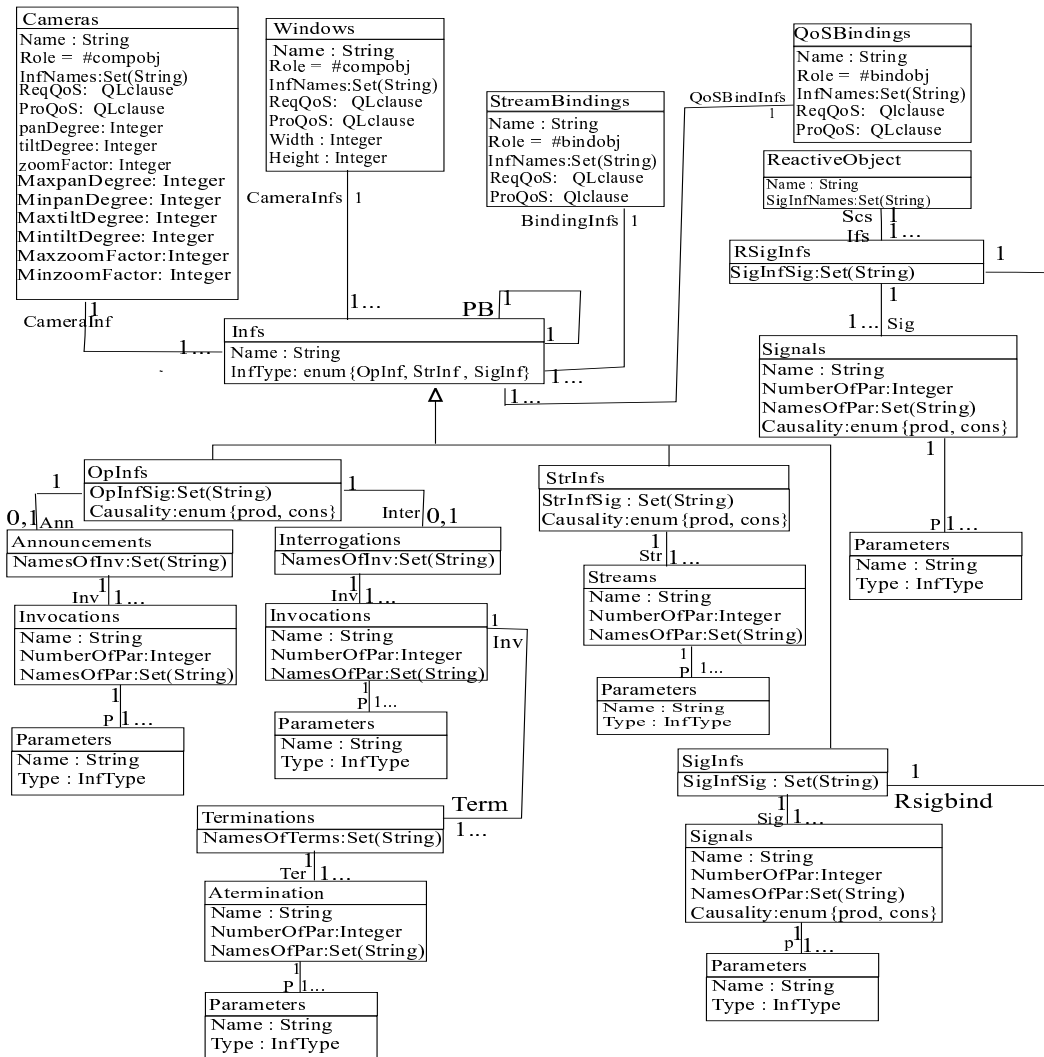 Cameras
Name : String
Role = #compobj
InfNames:Set(String)
ReqQoS: QLclause
ProQoS: QLclause
panDegree: Integer
tiltDegree: Integer
zoomFactor: Integer
MaxpanDegree: Integer
MinpanDegree: Integer
MaxtiltDegree: Integer
MintiltDegree: Integer
MaxzoomFactor:Integer
MinzoomFactor: Integer
1
CameraInf
1...
Windows
Name : String
Role = #compobj
InfNames:Set(String)
ReqQoS: QLclause
ProQoS: QLclause
Width : Integer
Height : Integer
CameraInfs 1
1...
StreamBindings
Name : String
Role = #bindobj
InfNames:Set(String)
ReqQoS: QLclause
ProQoS: Qlclause
BindingInfs 1
1...
QoSBindings
Name : String
Role = #bindobj
InfNames:Set(String)
ReqQoS: QLclause
ProQoS: QLclause
QoSBindInfs
1
1...
ReactiveObject
Name : String
SigInfNames:Set(String)
Scs 1
Ifs 1...
RSigInfs
SigInfSig:Set(String)
1
1
1... Sig
Signals
Name : String
NumberOfPar:Integer
NamesOfPar:Set(String)
Causality:enum{prod, cons}
1
P 1...
Parameters
Name : String
Type : InfType
PB 1
1
Infs
Name : String
InfType: enum{OpInf, StrInf , SigInf}
OpInfs
OpInfSig:Set(String)
Causality:enum{prod, cons}
1
0,1 Ann
1
Inter 0,1
Announcements
NamesOfInv:Set(String)
1
Inv 1...
Invocations
Name : String
NumberOfPar:Integer
NamesOfPar:Set(String)
1
P 1...
Parameters
Name : String
Type : InfType
Interrogations
NamesOfInv:Set(String)
1
Inv 1...
Invocations
Name : String
NumberOfPar:Integer
NamesOfPar:Set(String)
1
Inv
1
P 1...
Parameters
Name : String
Type : InfType
Term
1...
Terminations
NamesOfTerms:Set(String)
1
Ter 1...
Atermination
Name : String
NumberOfPar:Integer
NamesOfPar:Set(String)
1
P 1...
Parameters
Name : String
Type : InfType
StrInfs
StrInfSig : Set(String)
Causality:enum{prod, cons}
1
Str 1...
Streams
Name : String
NumberOfPar:Integer
NamesOfPar:Set(String)
1
P 1...
Parameters
Name : String
Type : InfType
SigInfs
SigInfSig : Set(String)
1
Rsigbind
1
Sig 1...
Signals
Name : String
NumberOfPar:Integer
NamesOfPar:Set(String)
Causality:enum{prod, cons}
1
p 1...
Parameters
Name : String
Type : InfType